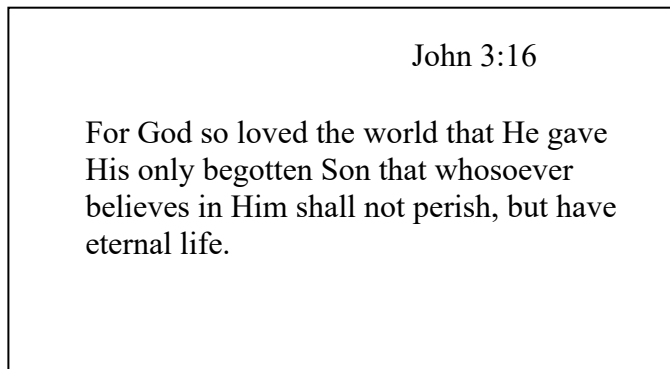 John 3:16
For God so loved the world that He gave
His only begotten Son that whosoever
believes in Him shall not perish, but have
eternal life.